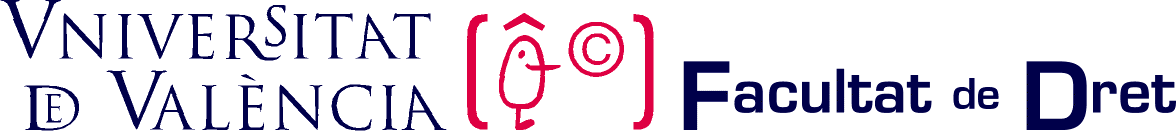 VNIVERSITAT
DE VALÈNCIA
[Ô©]
Facultat de Dret